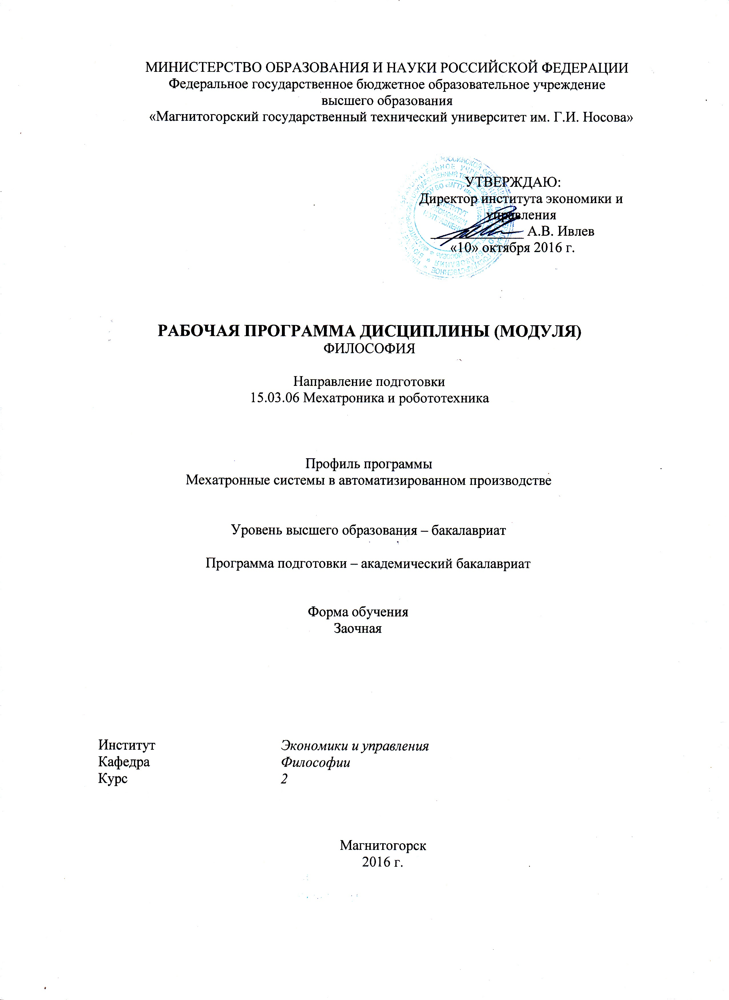 МИНИСТЕРСТВО ОБРАЗОВАНИЯ И НАУКИ РОССИЙСКОЙ ФЕДЕРАЦИИ
Федеральное государственное бюджетное образовательное учреждение
высшего образования
«Магнитогорский государственный технический университет им. Г.И. Носова»
УТВЕРЖДАЮ:
Директор института экономики и
управления
А.В. Ивлев
«10» октября 2016 г.
РАБОЧАЯ ПРОГРАММА ДИСЦИПЛИНЫ (МОДУЛЯ)
ФИЛОСОФИЯ
Направление подготовки
15.03.06 Мехатроника и робототехника
Профиль программы
Мехатронные системы в автоматизированном производстве
Уровень высшего образования – бакалавриат
Программа подготовки – академический бакалавриат
Форма обучения
Заочная
Институт Экономики и управления
Кафедра Философии
Курс 2
Магнитогорск
2016 г.